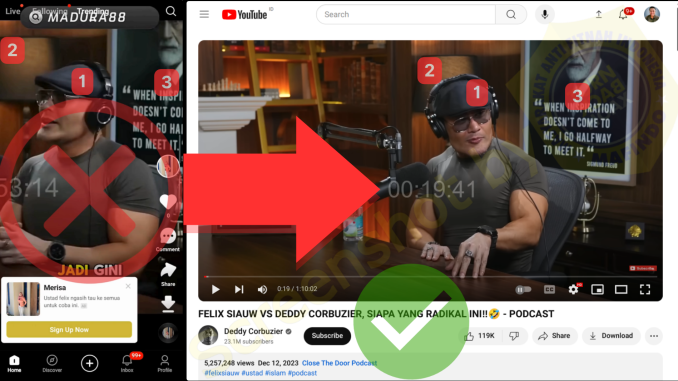 Live
Following
Trending
MADURA88
2
1
3
"WHEN INSPIRATION
DOESN'T COME
TO ME, I GO
HALFWAY
TO MEET IT."
53:14
Comment
Share
JADI GINI
Merisa
Ustad felix ngasih tau ke semua
untuk coba ini.
Sign Up Now
Home
Discover
99+
Inbox
Profile
YouTube
ID
Search
9+
2
1
3
"WHEN INSPIRATION
DOESN'T COME TO
ME, I GO HALFWAY
TO MEET IT."
SIGMUND FREUD
00:19:41
Subscribe
0:19 / 1:10:02
CC
FELIX SIAUW VS DEDDY CORBUZIER, SIAPA YANG RADIKAL INI!!🤣 - PODCAST
Deddy Corbuzier
23.1M subscribers
Subscribe
119K
Share
Download
5,257,248 views Dec 12, 2023 Close The Door Podcast
#felixsiauw #ustad #islam #podcast